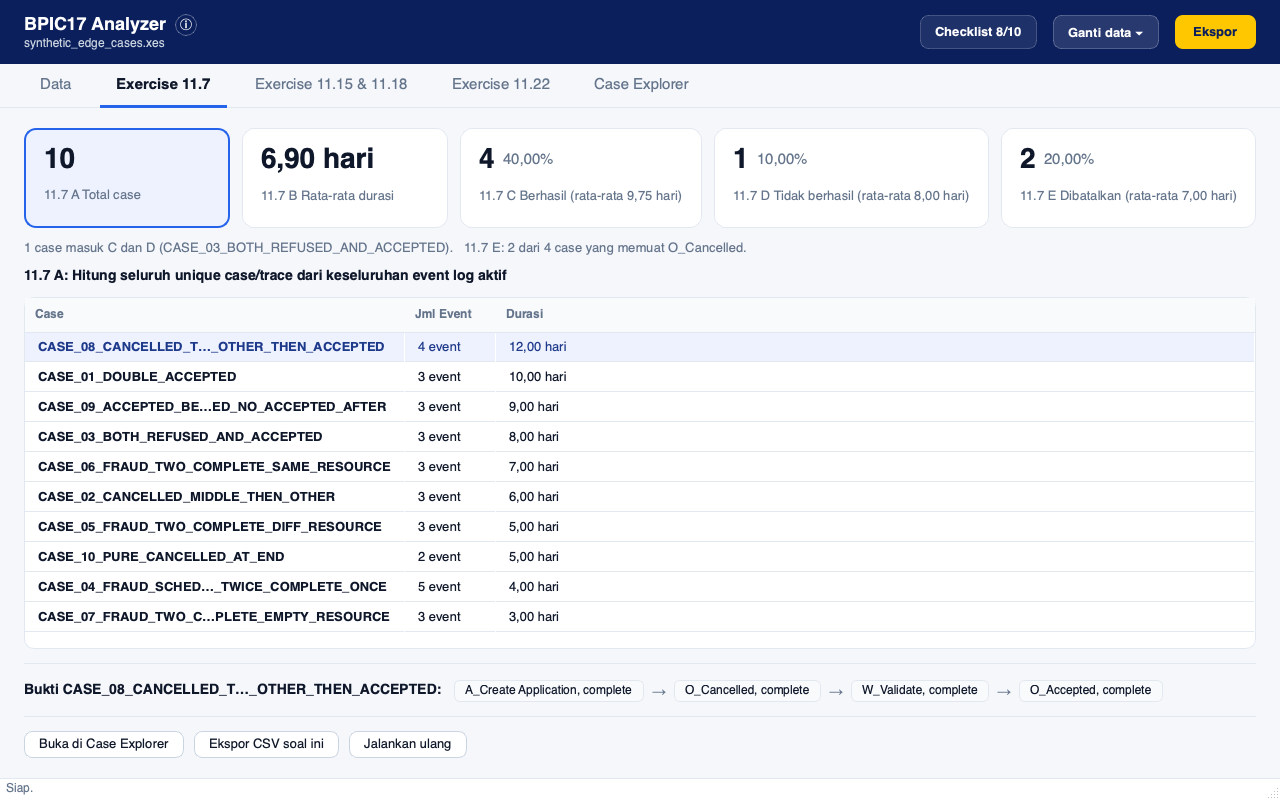 BPIC17 Analyzer ⓘ
synthetic_edge_cases.xes
Checklist 8/10
Ganti data
Ekspor
Data
Exercise 11.7
Exercise 11.15 & 11.18
Exercise 11.22
Case Explorer
10
11.7 A Total case
6,90 hari
11.7 B Rata-rata durasi
4 40,00%
11.7 C Berhasil (rata-rata 9,75 hari)
1 10,00%
11.7 D Tidak berhasil (rata-rata 8,00 hari)
2 20,00%
11.7 E Dibatalkan (rata-rata 7,00 hari)
1 case masuk C dan D (CASE_03_BOTH_REFUSED_AND_ACCEPTED). 11.7 E: 2 dari 4 case yang memuat O_Cancelled.
11.7 A: Hitung seluruh unique case/trace dari keseluruhan event log aktif
Case Jml Event Durasi
CASE_08_CANCELLED_T..._OTHER_THEN_ACCEPTED 4 event 12,00 hari
CASE_01_DOUBLE_ACCEPTED 3 event 10,00 hari
CASE_09_ACCEPTED_BE...ED_NO_ACCEPTED_AFTER 3 event 9,00 hari
CASE_03_BOTH_REFUSED_AND_ACCEPTED 3 event 8,00 hari
CASE_06_FRAUD_TWO_COMPLETE_SAME_RESOURCE 3 event 7,00 hari
CASE_02_CANCELLED_MIDDLE_THEN_OTHER 3 event 6,00 hari
CASE_05_FRAUD_TWO_COMPLETE_DIFF_RESOURCE 3 event 5,00 hari
CASE_10_PURE_CANCELLED_AT_END 2 event 5,00 hari
CASE_04_FRAUD_SCHED..._TWICE_COMPLETE_ONCE 5 event 4,00 hari
CASE_07_FRAUD_TWO_C...PLETE_EMPTY_RESOURCE 3 event 3,00 hari
Bukti CASE_08_CANCELLED_T..._OTHER_THEN_ACCEPTED: A_Create Application, complete → O_Cancelled, complete → W_Validate, complete → O_Accepted, complete
Buka di Case Explorer
Ekspor CSV soal ini
Jalankan ulang
Siap.